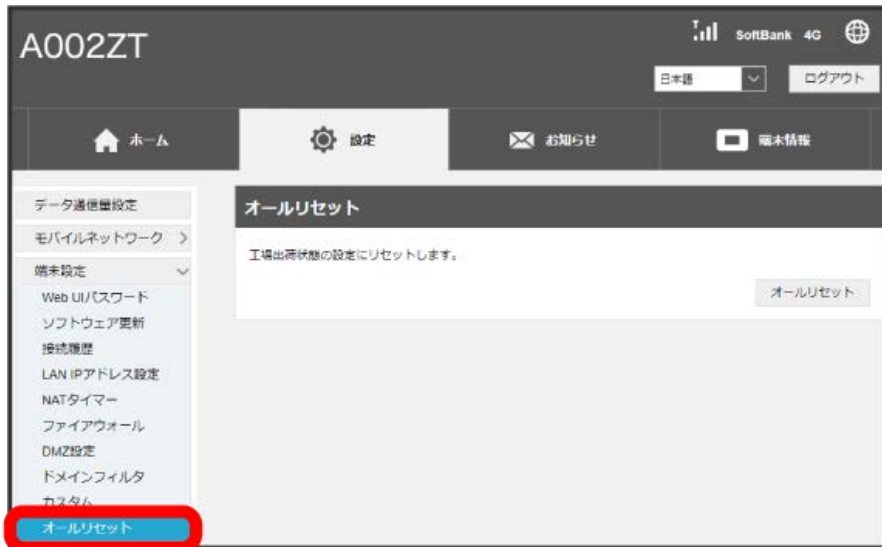 A002ZT
SoftBank 4G
日本語
ログアウト
ホーム
設定
お知らせ
端末情報
データ通信量設定
モバイルネットワーク
端末設定
Web UIパスワード
ソフトウェア更新
接続履歴
LAN IPアドレス設定
NATタイマー
ファイアウォール
DMZ設定
ドメインフィルタ
カスタム
オールリセット
オールリセット
工場出荷状態の設定にリセットします。
オールリセット